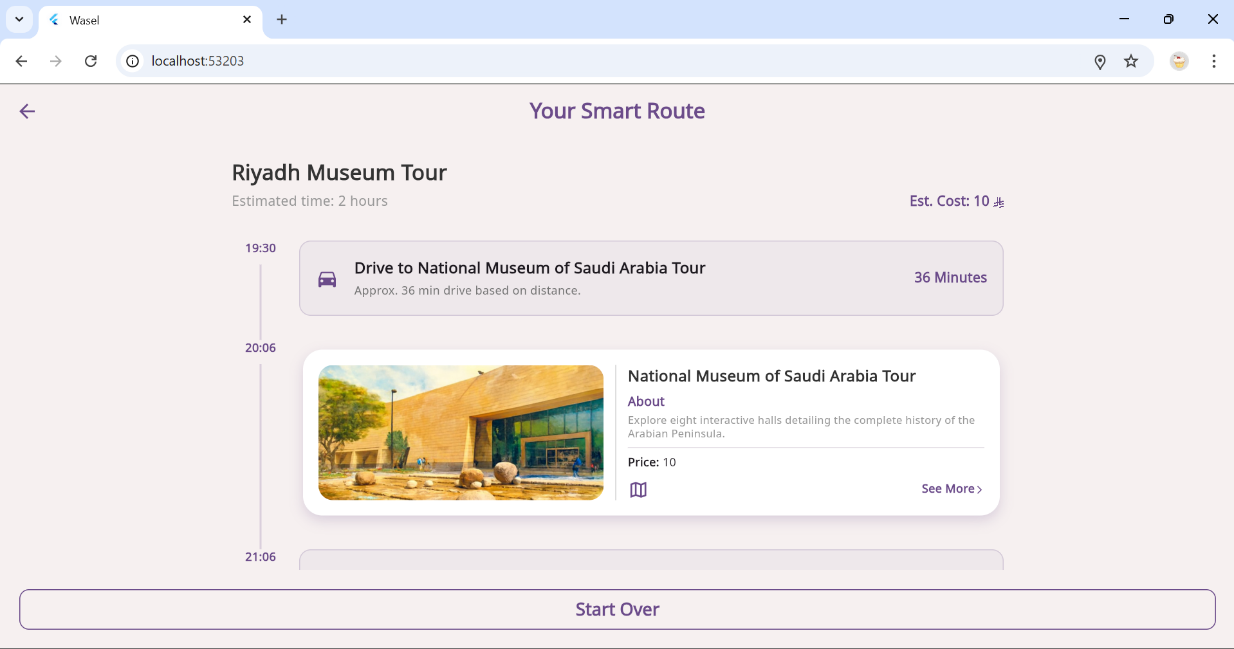 Wasel
localhost:53203
Your Smart Route
Riyadh Museum Tour
Estimated time: 2 hours
Est. Cost: 10
19:30
Drive to National Museum of Saudi Arabia Tour
Approx. 36 min drive based on distance.
36 Minutes
20:06
National Museum of Saudi Arabia Tour
About
Explore eight interactive halls detailing the complete history of the
Arabian Peninsula.
Price: 10
See More
21:06
Start Over